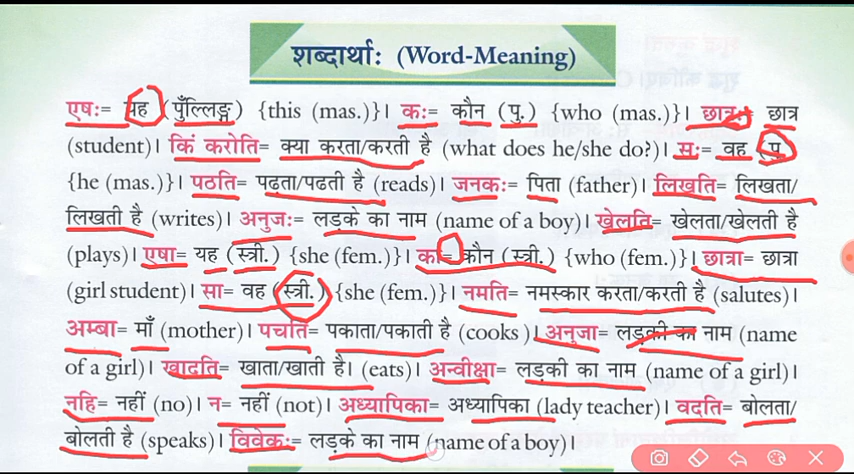 शब्दार्थाः (Word-Meaning)
एषः= यह (पुँल्लिङ्ग) {this (mas.)}। कः= कौन (पु.) {who (mas.)}। छात्रः= छात्र
(student)। किं करोति= क्या करता/करती है (what does he/she do?)। सः= वह (पु.
{he (mas.)}। पठति= पढता/पढती है (reads)। जनकः= पिता (father)। लिखति= लिखता/
लिखती है (writes)। अनुजः= लड़के का नाम (name of a boy)। खेलति= खेलता/खेलती है
(plays)। एषा= यह (स्त्री.) {she (fem.)}। का= कौन (स्त्री.) {who (fem.)}। छात्रा= छात्रा
(girl student)। सा= वह (स्त्री.) {she (fem.)}। नमति= नमस्कार करता/करती है (salutes)।
अम्बा= माँ (mother)। पचति= पकाता/पकाती है (cooks)। अनुजा= लड़की का नाम (name
of a girl)। खादति= खाता/खाती है। (eats)। अन्वीक्षा= लड़की का नाम (name of a girl)।
नहि= नहीं (no)। न= नहीं (not)। अध्यापिका= अध्यापिका (lady teacher)। वदति= बोलता/
बोलती है (speaks)। विवेकः= लड़के का नाम (name of a boy)।